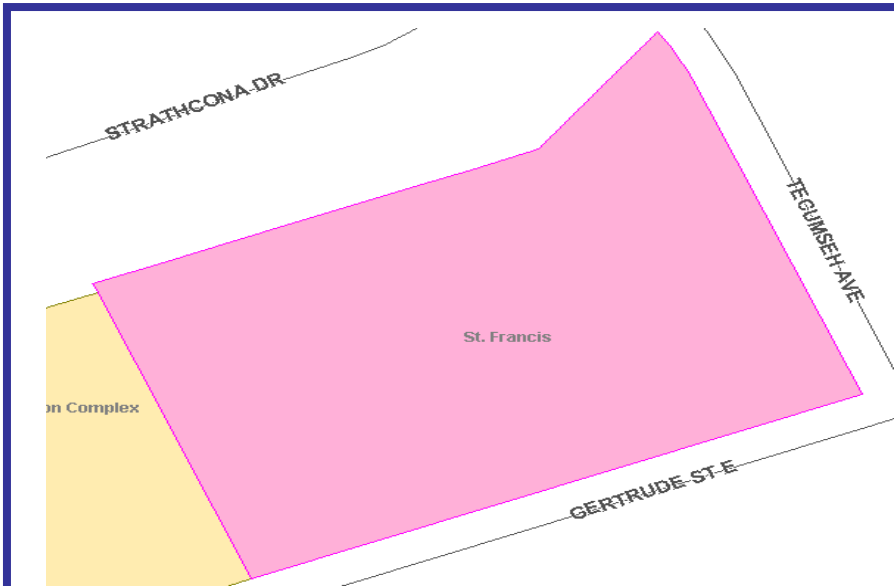 STRATHCONA DR
TECUMSEH AVE
St. Francis
on Complex
GERTRUDE ST E